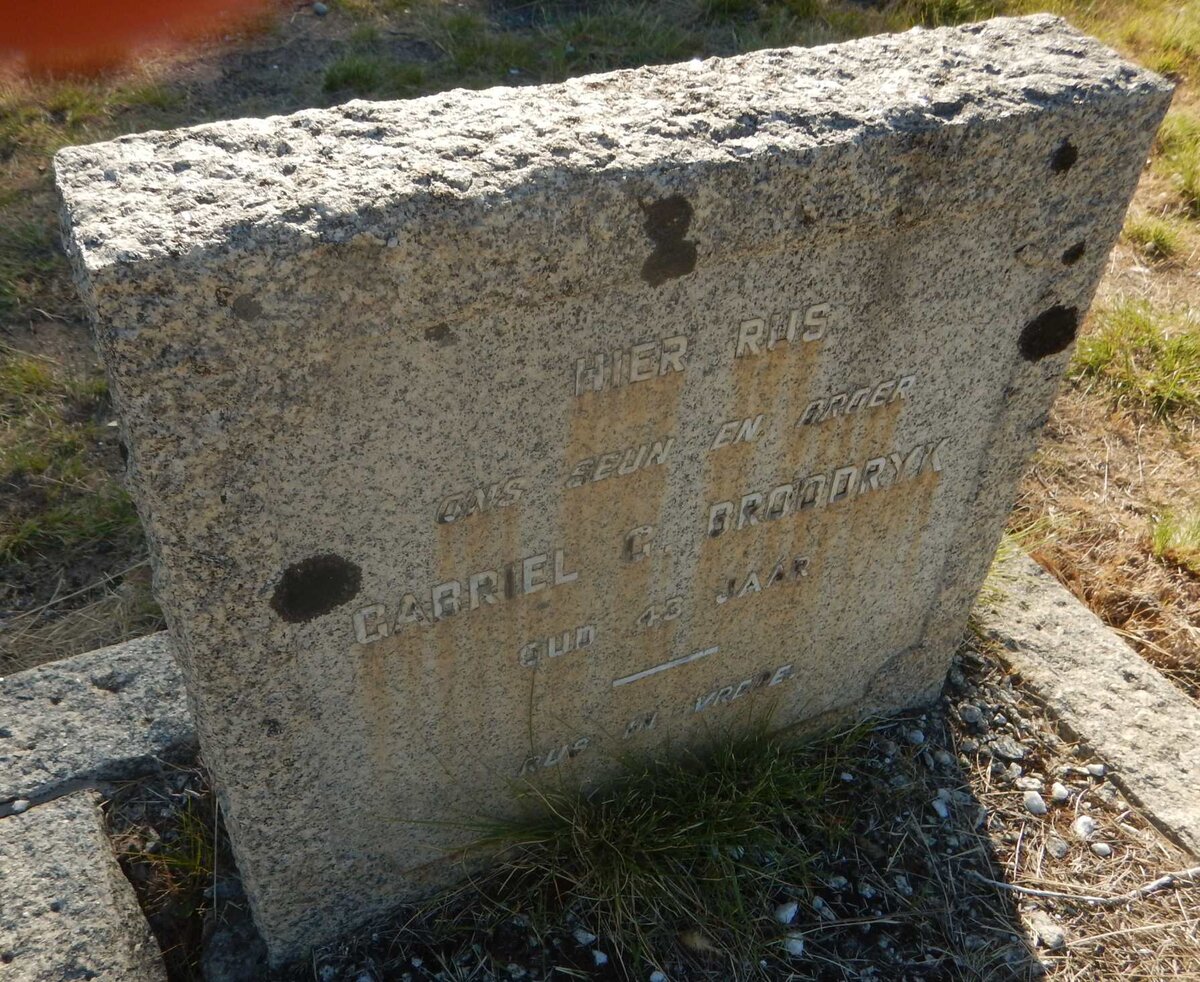 HIER RUS
ONS SEUN EN BROER
GABRIEL G. BROODRYK
OUD 43 JAAR
RUS IN VREDE.